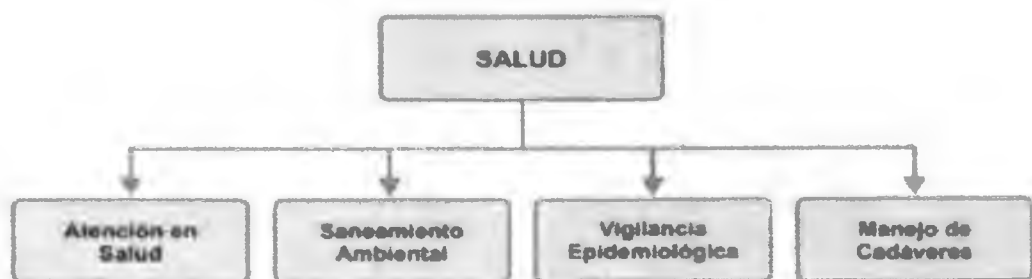 SALUD
Atención en
Salud
Saneamiento
Ambiental
Vigilancia
Epidemiológica
Manejo de
Cadáveres